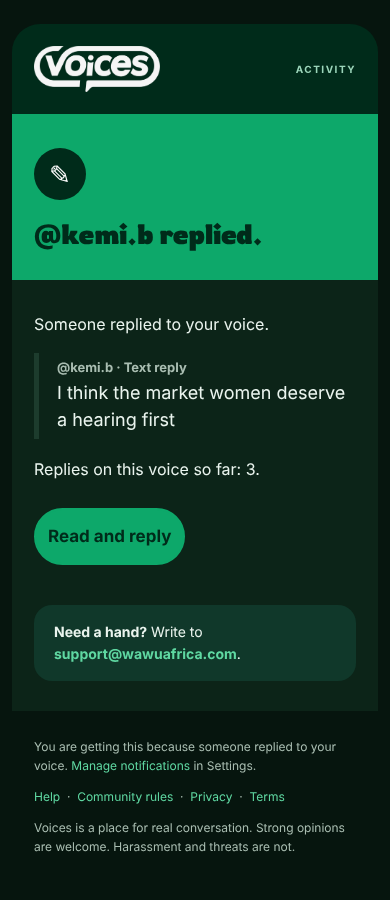 voices
ACTIVITY
@kemi.b replied.
Someone replied to your voice.
@kemi.b · Text reply
I think the market women deserve
a hearing first
Replies on this voice so far: 3.
Read and reply
Need a hand? Write to
support@wawuafrica.com.
You are getting this because someone replied to your
voice. Manage notifications in Settings.
Help · Community rules · Privacy · Terms
Voices is a place for real conversation. Strong opinions
are welcome. Harassment and threats are not.